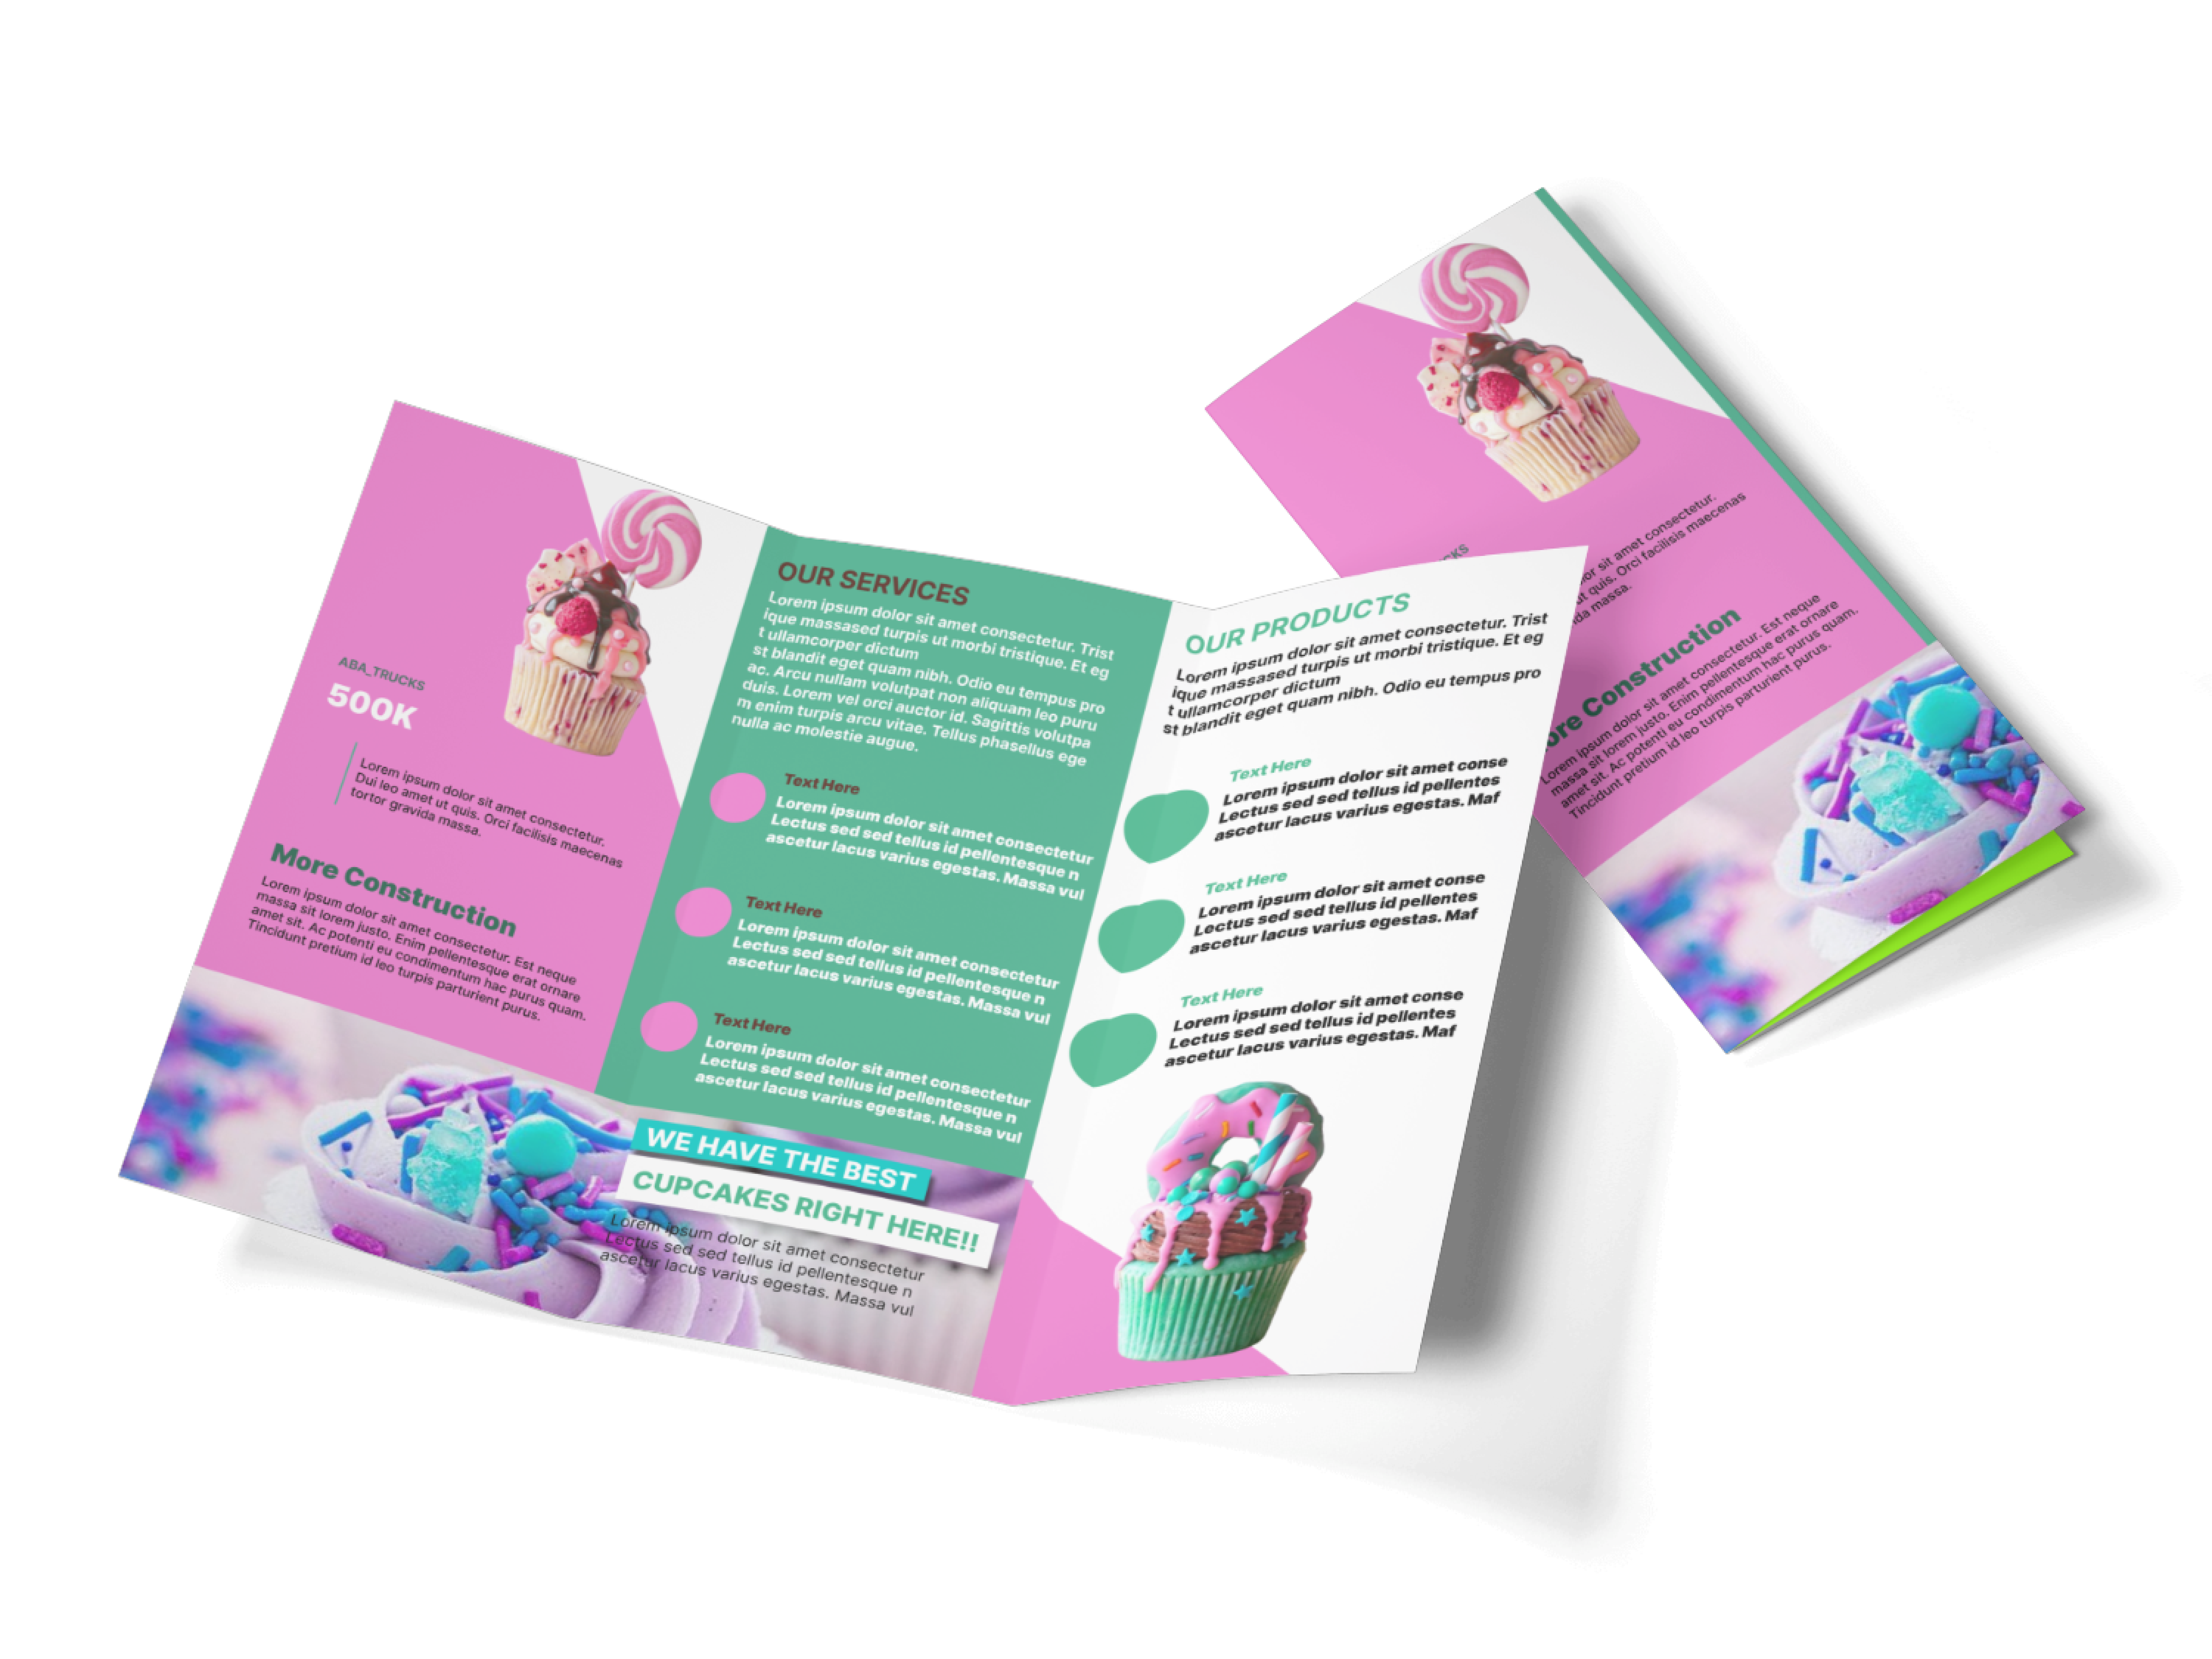 ABA_TRUCKS
500K
Lorem ipsum dolor sit amet consectetur.
Dui leo amet ut quis. Orci facilisis maecenas
tortor gravida massa.
More Construction
Lorem ipsum dolor sit amet consectetur. Est neque
massa sit lorem justo. Enim pellentesque erat ornare
amet sit. Ac potenti eu condimentum hac purus quam.
Tincidunt pretium id leo turpis parturient purus.
OUR SERVICES
Lorem ipsum dolor sit amet consectetur. Trist
ique massased turpis ut morbi tristique. Et eg
t ullamcorper dictum
st blandit eget quam nibh. Odio eu tempus pro
ac. Arcu nullam volutpat non aliquam leo puru
duis. Lorem vel orci auctor id. Sagittis volutpa
m enim turpis arcu vitae. Tellus phasellus ege
nulla ac molestie augue.
Text Here
Lorem ipsum dolor sit amet consectetur
Lectus sed sed tellus id pellentesque n
ascetur lacus varius egestas. Massa vul
Text Here
Lorem ipsum dolor sit amet consectetur
Lectus sed sed tellus id pellentesque n
ascetur lacus varius egestas. Massa vul
Text Here
Lorem ipsum dolor sit amet consectetur
Lectus sed sed tellus id pellentesque n
ascetur lacus varius egestas. Massa vul
WE HAVE THE BEST
CUPCAKES RIGHT HERE!!
Lorem ipsum dolor sit amet consectetur
Lectus sed sed tellus id pellentesque n
ascetur lacus varius egestas. Massa vul
OUR PRODUCTS
Lorem ipsum dolor sit amet consectetur. Trist
ique massased turpis ut morbi tristique. Et eg
t ullamcorper dictum
st blandit eget quam nibh. Odio eu tempus pro
Text Here
Lorem ipsum dolor sit amet conse
Lectus sed sed tellus id pellentes
ascetur lacus varius egestas. Maf
Text Here
Lorem ipsum dolor sit amet conse
Lectus sed sed tellus id pellentes
ascetur lacus varius egestas. Maf
Text Here
Lorem ipsum dolor sit amet conse
Lectus sed sed tellus id pellentes
ascetur lacus varius egestas. Maf
CKS
or sit amet consectetur.
ut quis. Orci facilisis maecenas
da massa.
ore Construction
Lorem ipsum dolor sit amet consectetur. Est neque
massa sit lorem justo. Enim pellentesque erat ornare
amet sit. Ac potenti eu condimentum hac purus quam.
Tincidunt pretium id leo turpis parturient purus.